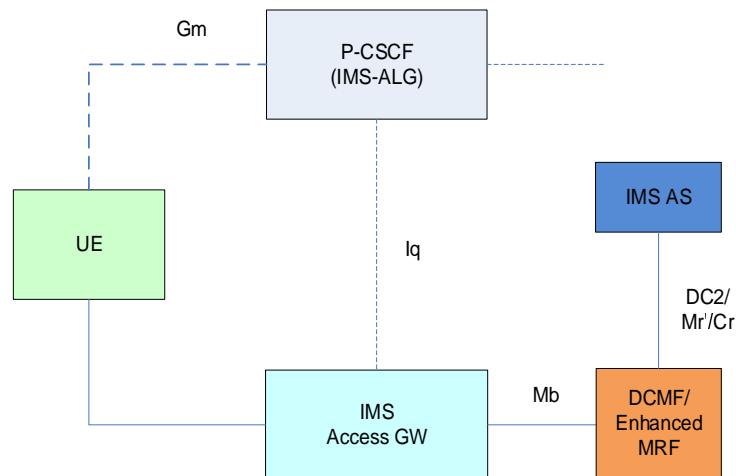 Gm
P-CSCF
(IMS-ALG)
IMS AS
UE
Iq
DC2/
Mr'/Cr
IMS
Access GW
Mb
DCMF/
Enhanced
MRF